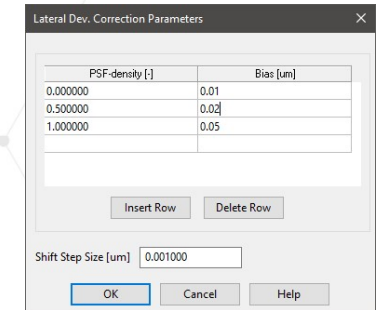 Lateral Dev. Correction Parameters
PSF-density [-] Bias [um]
0.000000 0.01
0.500000 0.02
1.000000 0.05
Insert Row Delete Row
Shift Step Size [um] 0.001000
OK Cancel Help